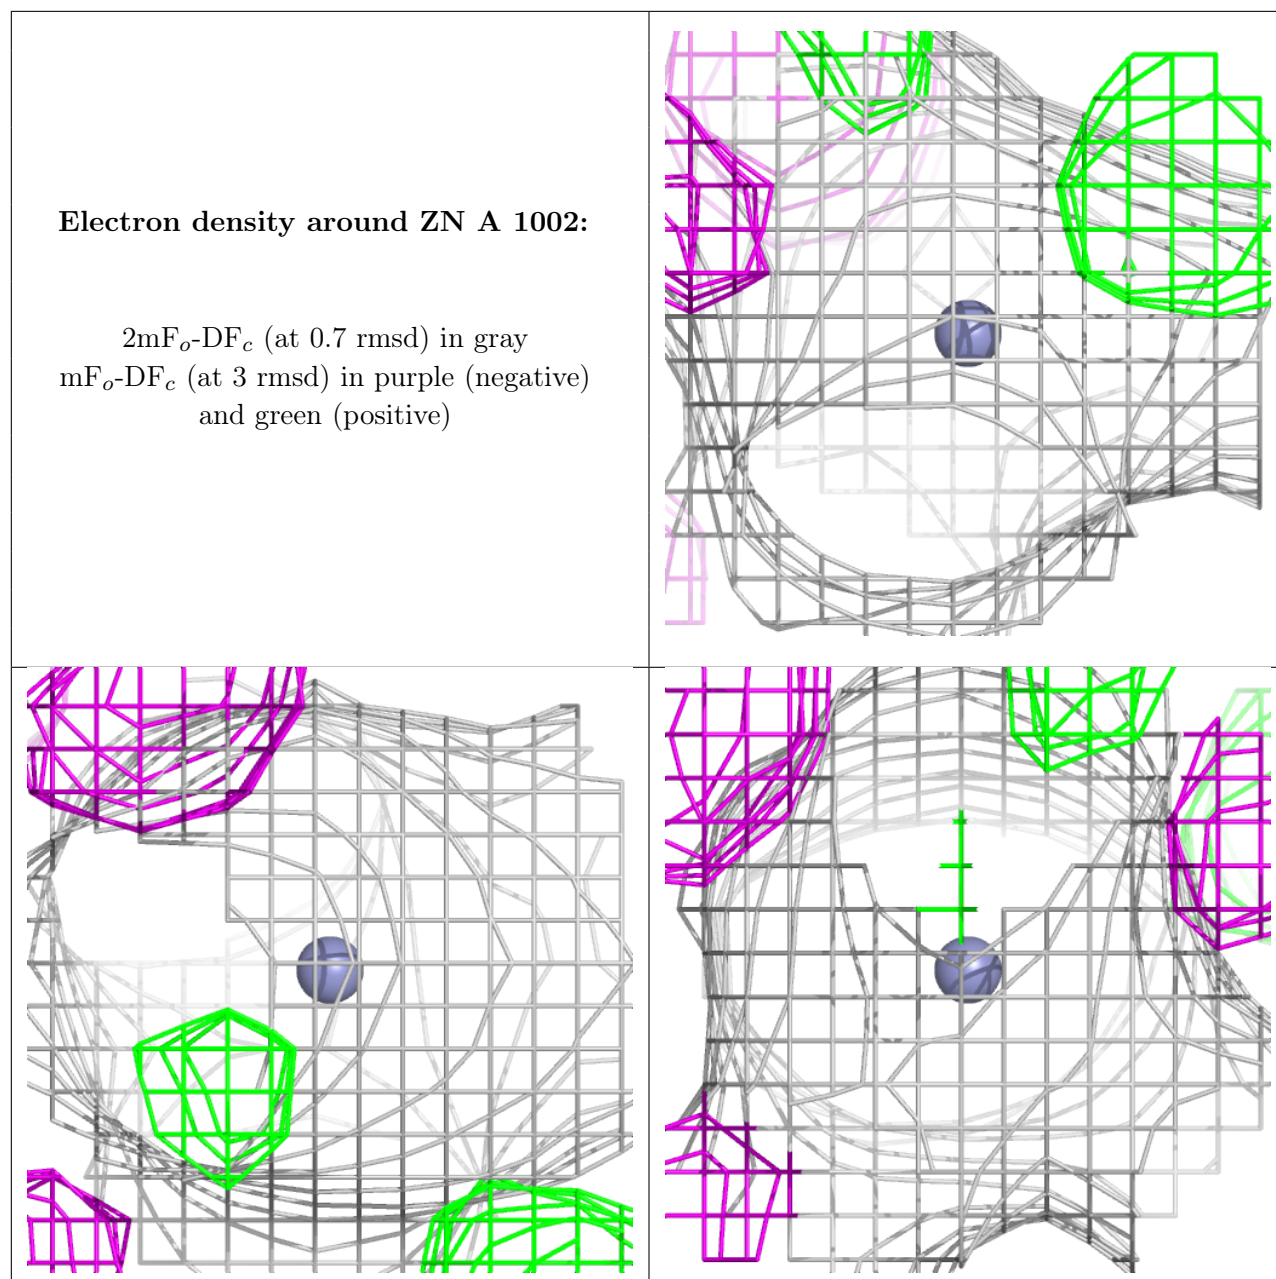 Electron density around ZN A 1002:
2mFo-DFc (at 0.7 rmsd) in gray
mFo-DFc (at 3 rmsd) in purple (negative)
and green (positive)